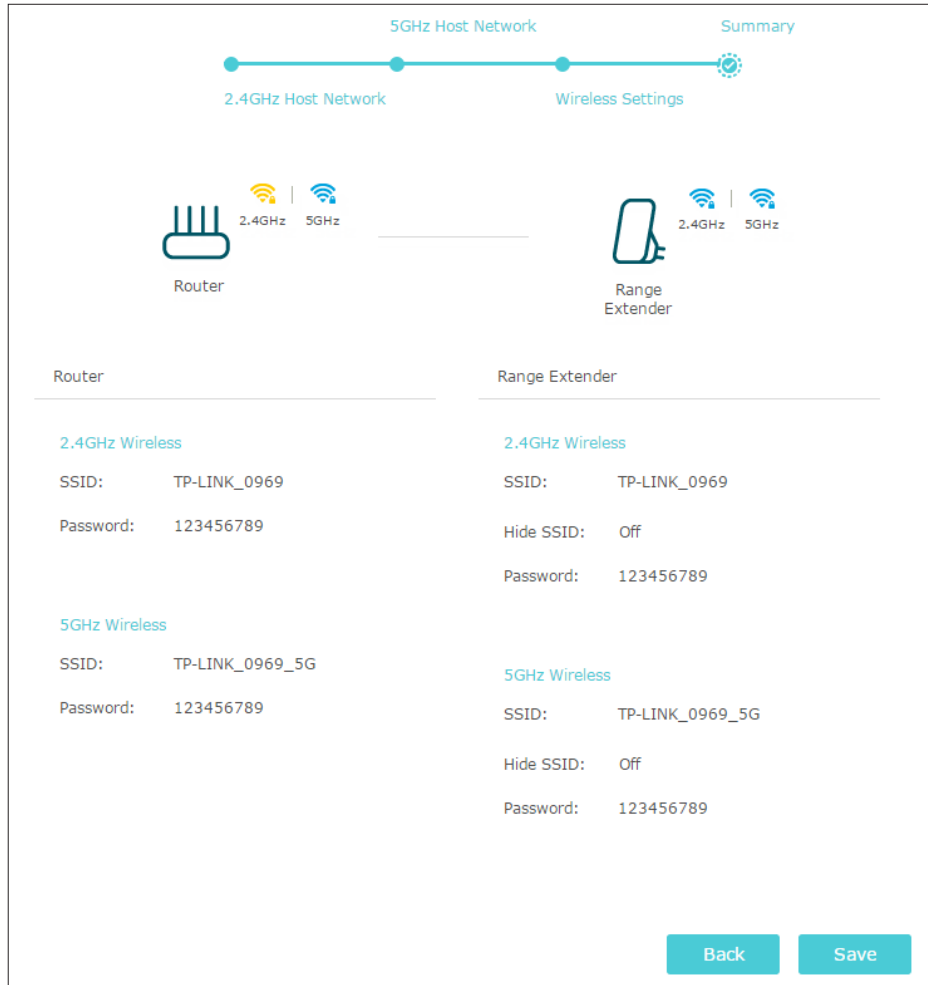 5GHz Host Network
Summary
2.4GHz Host Network
Wireless Settings
2.4GHz
5GHz
2.4GHz
5GHz
Router
Range
Extender
Router
2.4GHz Wireless
SSID: TP-LINK_0969
Password: 123456789
5GHz Wireless
SSID: TP-LINK_0969_5G
Password: 123456789
Range Extender
2.4GHz Wireless
SSID: TP-LINK_0969
Hide SSID: Off
Password: 123456789
5GHz Wireless
SSID: TP-LINK_0969_5G
Hide SSID: Off
Password: 123456789
Back
Save